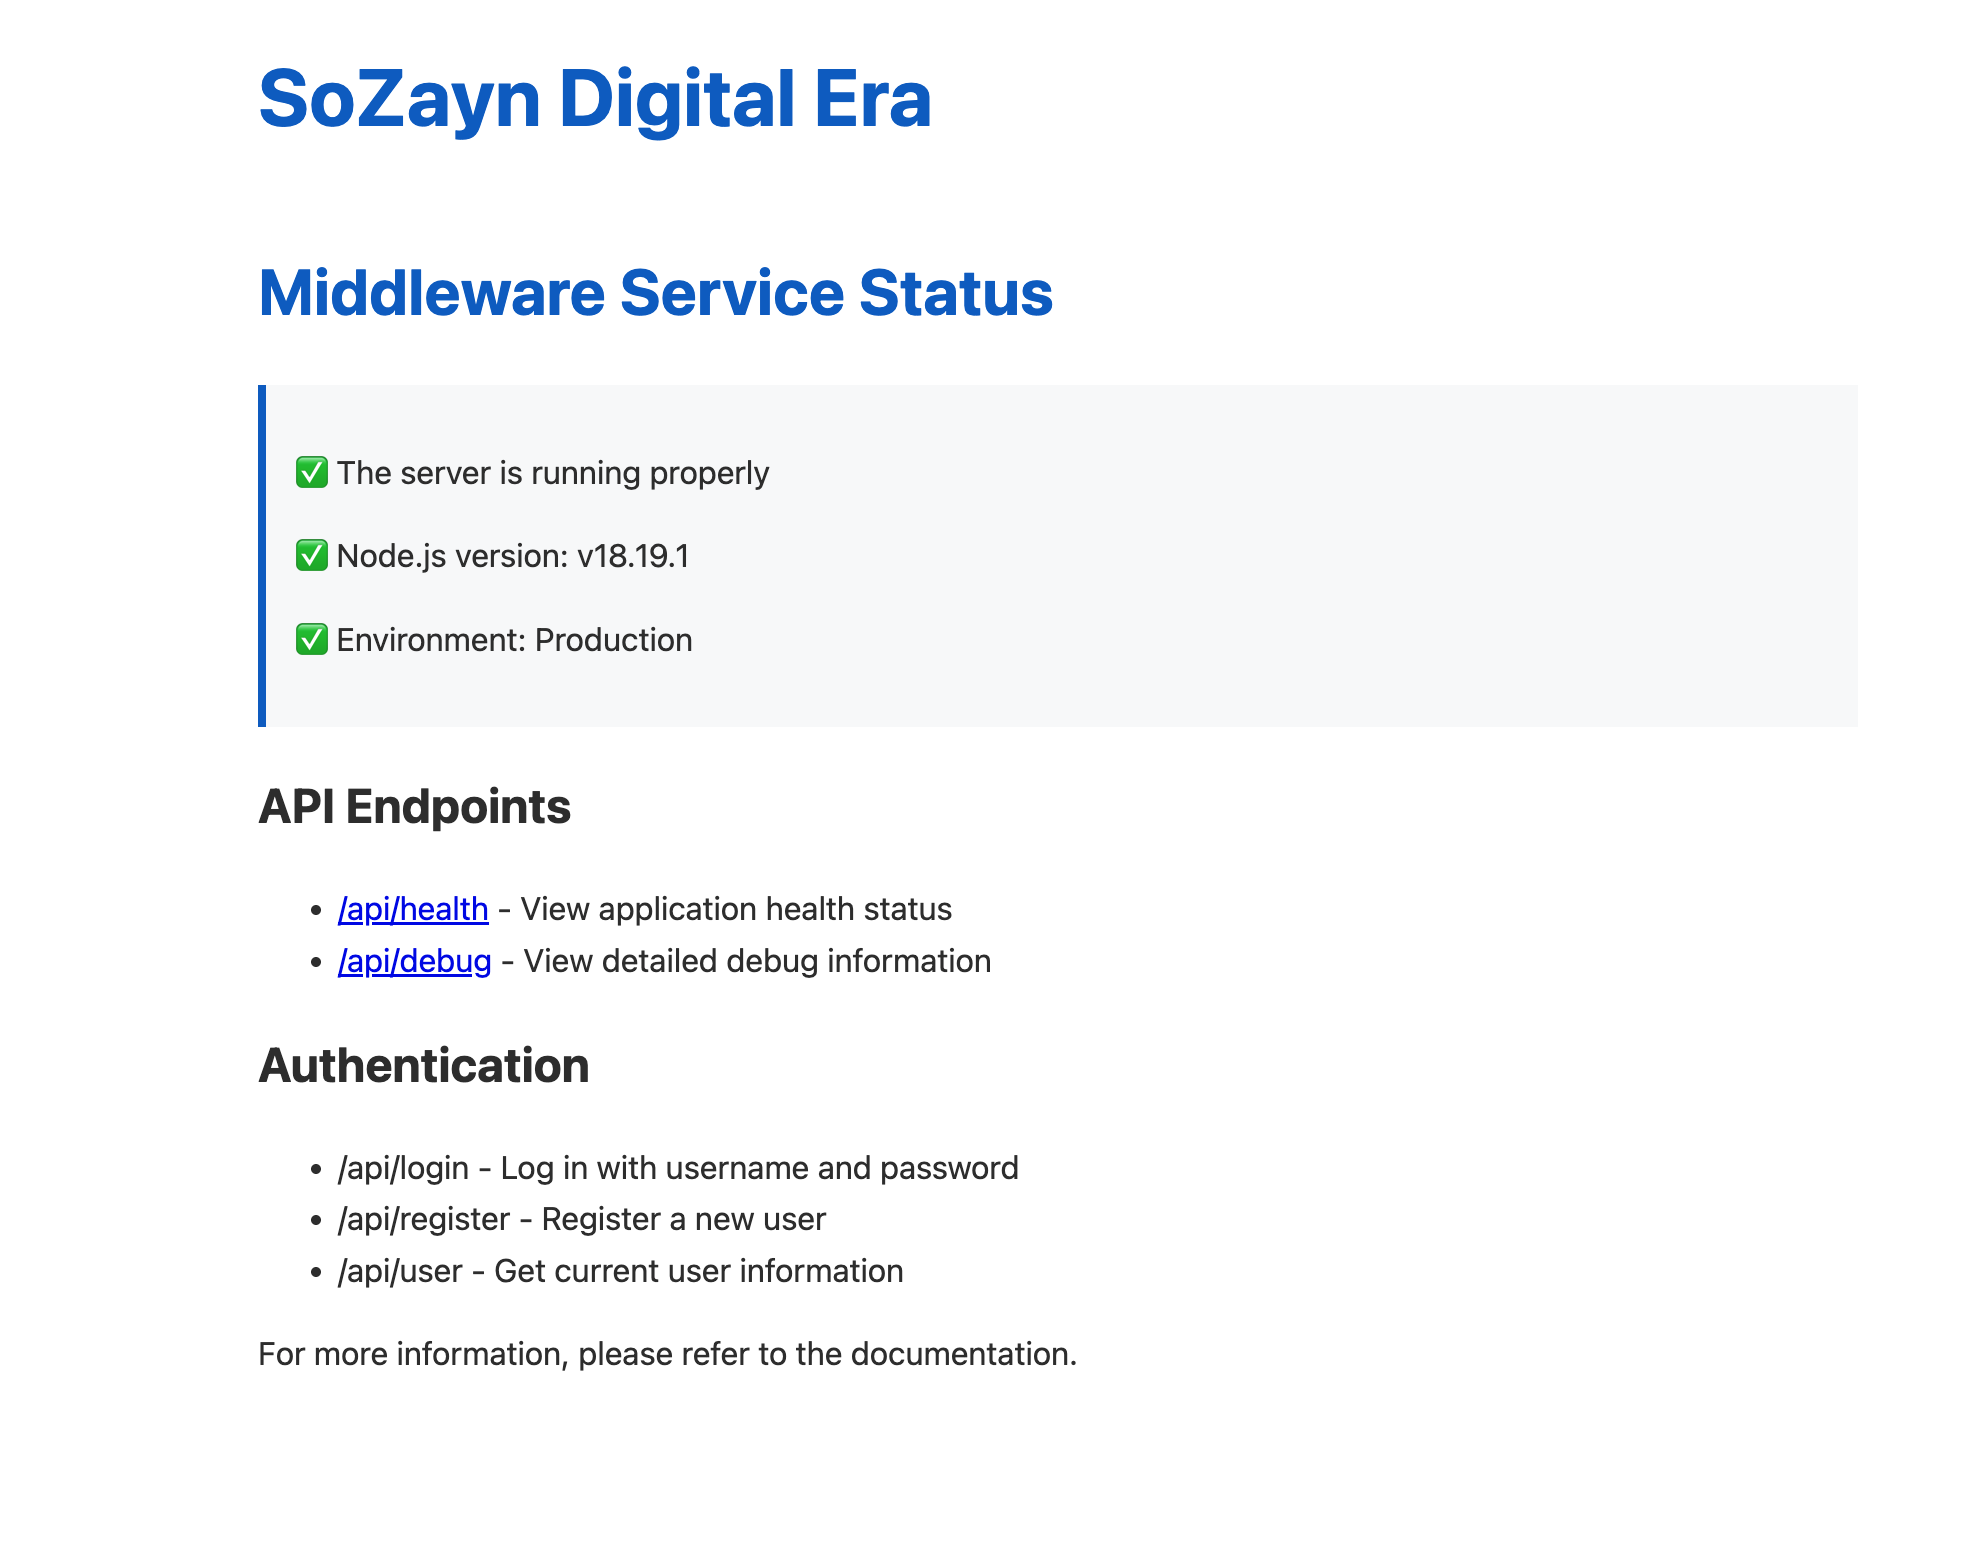 SoZayn Digital Era
Middleware Service Status
✅ The server is running properly
✅ Node.js version: v18.19.1
✅ Environment: Production
API Endpoints
• /api/health - View application health status
• /api/debug - View detailed debug information
Authentication
• /api/login - Log in with username and password
• /api/register - Register a new user
• /api/user - Get current user information
For more information, please refer to the documentation.